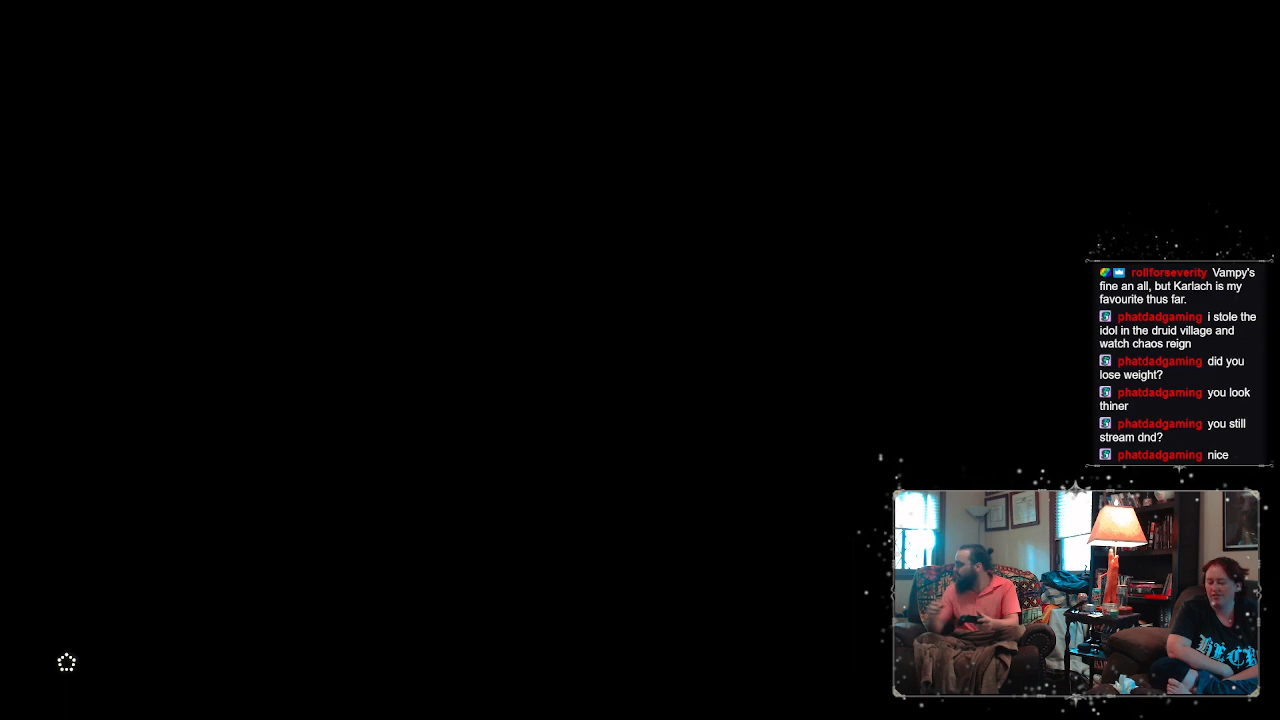 rollforseverity Vampy's
fine an all, but Karlach is my
favourite thus far.
phatdadgaming i stole the
idol in the druid village and
watch chaos reign
phatdadgaming did you
lose weight?
phatdadgaming you look
thiner
phatdadgaming you still
stream dnd?
phatdadgaming nice